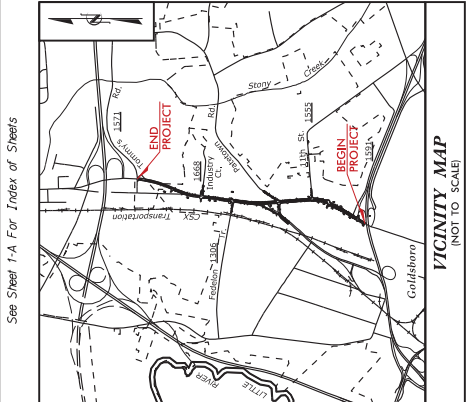 See Sheet 1-A For Index of Sheets
N
Tommy's Rd.
1571
END
PROJECT
1668
Industry
Ct.
Patetown Rd.
Stony Creek
11th St.
1555
BEGIN
PROJECT
1591
CSX Transportation
Fedelon
1306
Tr.
LITTLE
RIVER
Goldsboro
VICINITY MAP
(NOT TO SCALE)